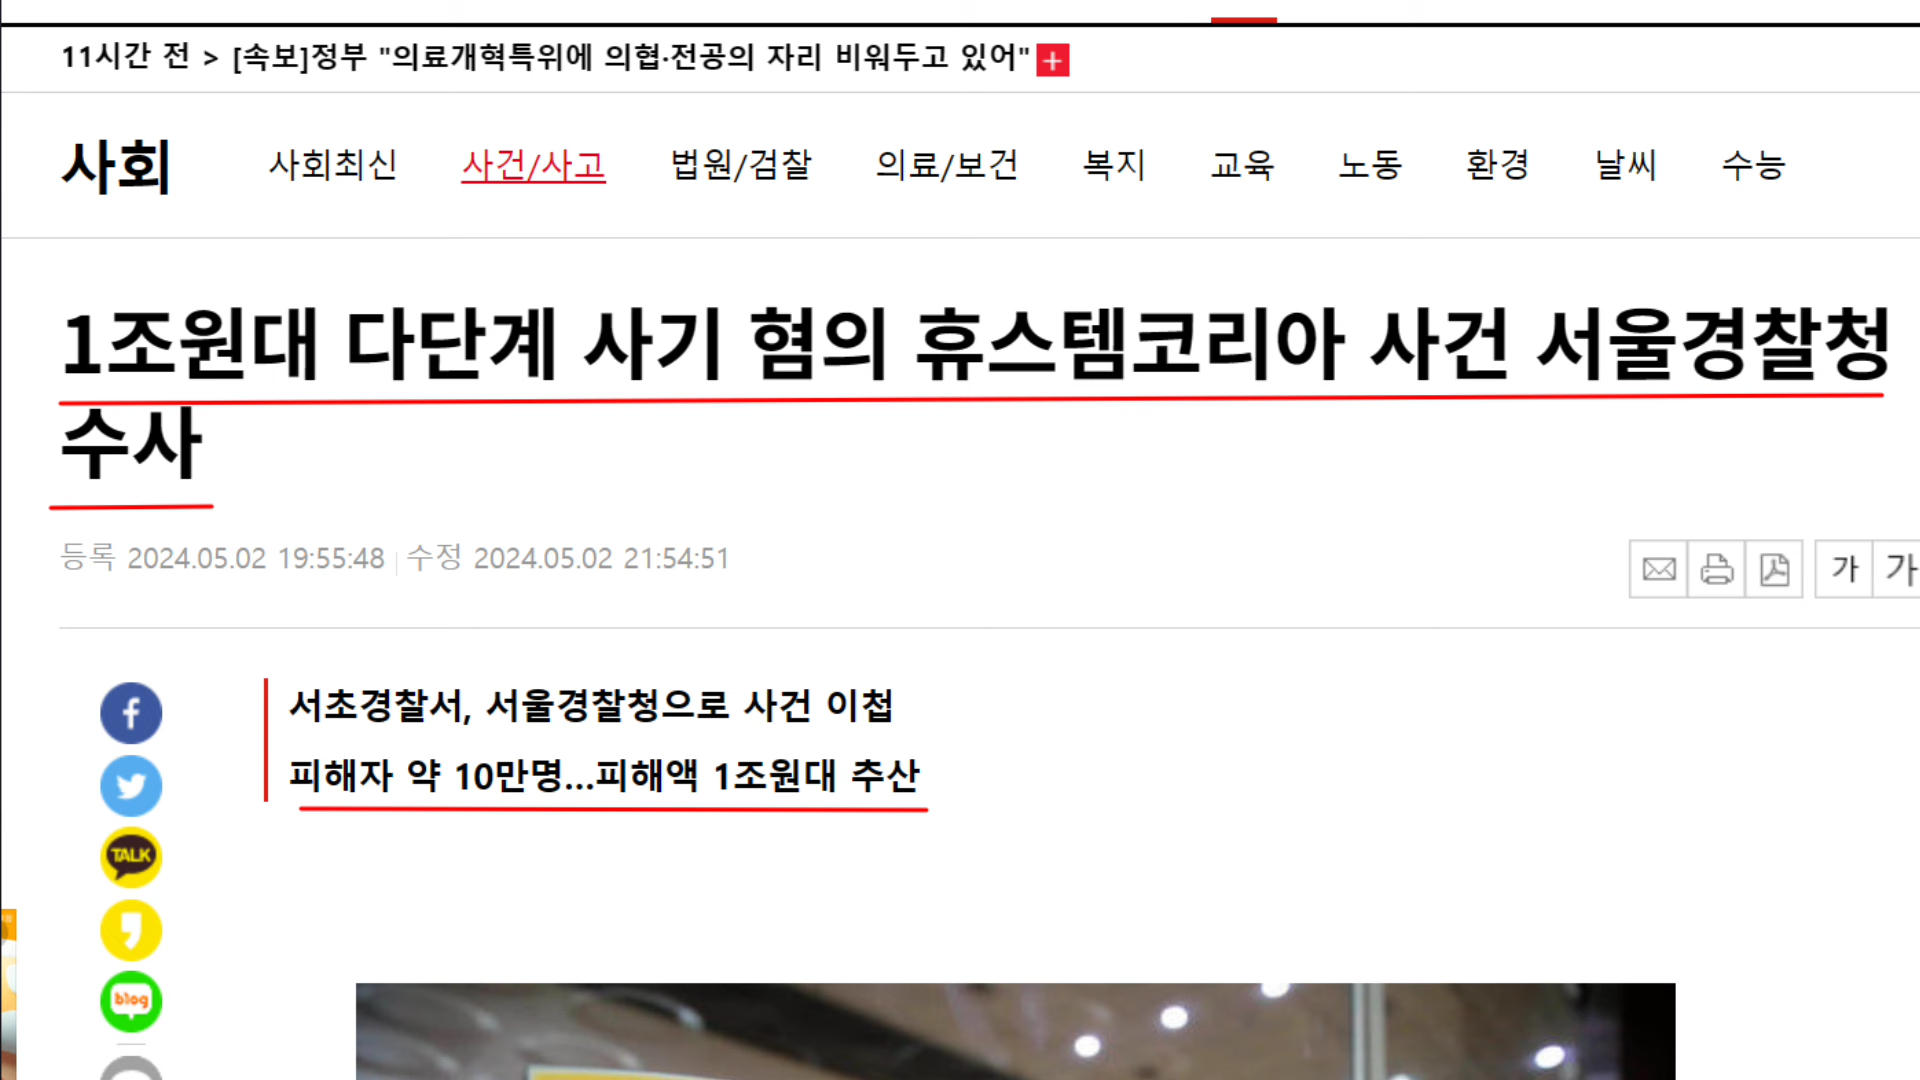 11시간 전 > [속보]정부 "의료개혁특위에 의협·전공의 자리 비워두고 있어" +
사회 사회최신 사건/사고 법원/검찰 의료/보건 복지 교육 노동 환경 날씨 수능
1조원대 다단계 사기 혐의 휴스템코리아 사건 서울경찰청
수사
등록 2024.05.02 19:55:48 수정 2024.05.02 21:54:51
가 가
서초경찰서, 서울경찰청으로 사건 이첩
피해자 약 10만명...피해액 1조원대 추산
f
TALK
blog